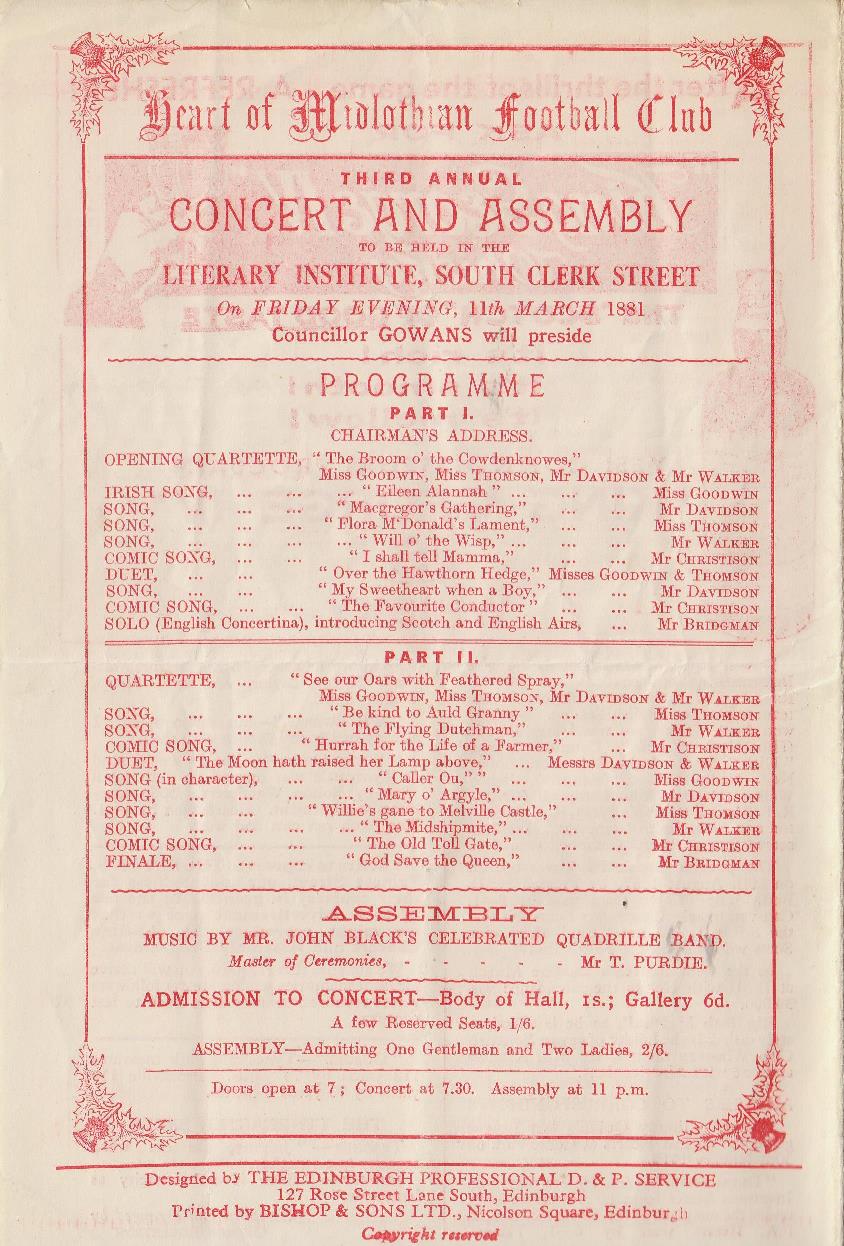 Heart of Midlothian Football Club
THIRD ANNUAL
CONCERT AND ASSEMBLY
TO BE HELD IN THE
LITERARY INSTITUTE, SOUTH CLERK STREET
On FRIDAY EVENING, 11th MARCH 1881
Councillor GOWANS will preside
PROGRAMME
PART I.
CHAIRMAN'S ADDRESS.
OPENING QUARTETTE, "The Broom o' the Cowdenknowes,"
Miss GOODWIN, Miss THOMSON, Mr DAVIDSON & Mr WALKER
IRISH SONG, ... ... ... "Eileen Alannah" ... ... ... Miss GOODWIN
SONG, ... ... ... "Macgregor's Gathering," ... ... Mr DAVIDSON
SONG, ... ... ... "Flora McDonald's Lament," ... ... Miss THOMSON
SONG, ... ... ... ... "Will o' the Wisp," ... ... ... Mr WALKER
COMIC SONG, ... ... "I shall tell Mamma," ... ... Mr CHRISTISON
DUET, ... ... "Over the Hawthorn Hedge," Misses GOODWIN & THOMSON
SONG, ... ... ... "My Sweetheart when a Boy," ... ... Mr DAVIDSON
COMIC SONG, ... ... "The Favourite Conductor" ... ... Mr CHRISTISON
SOLO (English Concertina), introducing Scotch and English Airs, ... Mr BRIDGMAN
PART II.
QUARTETTE, ... "See our Oars with Feathered Spray,"
Miss GOODWIN, Miss THOMSON, Mr DAVIDSON & Mr WALKER
SONG, ... ... ... "Be kind to Auld Granny" ... ... Miss THOMSON
SONG, ... ... ... "The Flying Dutchman," ... ... Mr WALKER
COMIC SONG, ... "Hurrah for the Life of a Farmer," ... Mr CHRISTISON
DUET, "The Moon hath raised her Lamp above," ... Messrs DAVIDSON & WALKER
SONG (in character), ... ... "Caller Ou," " ... ... Miss GOODWIN
SONG, ... ... ... ... "Mary o' Argyle," ... ... ... Mr DAVIDSON
SONG, ... ... ... "Willie's gane to Melville Castle," ... Miss THOMSON
SONG, ... ... ... ... "The Midshipmite," ... ... ... Mr WALKER
COMIC SONG, ... ... "The Old Toll Gate," ... ... Mr CHRISTISON
FINALE, ... ... ... "God Save the Queen," ... ... Mr BRIDGMAN
ASSEMBLY
MUSIC BY MR. JOHN BLACK'S CELEBRATED QUADRILLE BAND.
Master of Ceremonies, - - - - - Mr T. PURDIE.
ADMISSION TO CONCERT—Body of Hall, 1s.; Gallery 6d.
A few Reserved Seats, 1/6.
ASSEMBLY—Admitting One Gentleman and Two Ladies, 2/6.
Doors open at 7; Concert at 7.30. Assembly at 11 p.m.
Designed by THE EDINBURGH PROFESSIONAL D. & P. SERVICE
127 Rose Street Lane South, Edinburgh
Printed by BISHOP & SONS LTD., Nicolson Square, Edinburgh
Copyright reserved